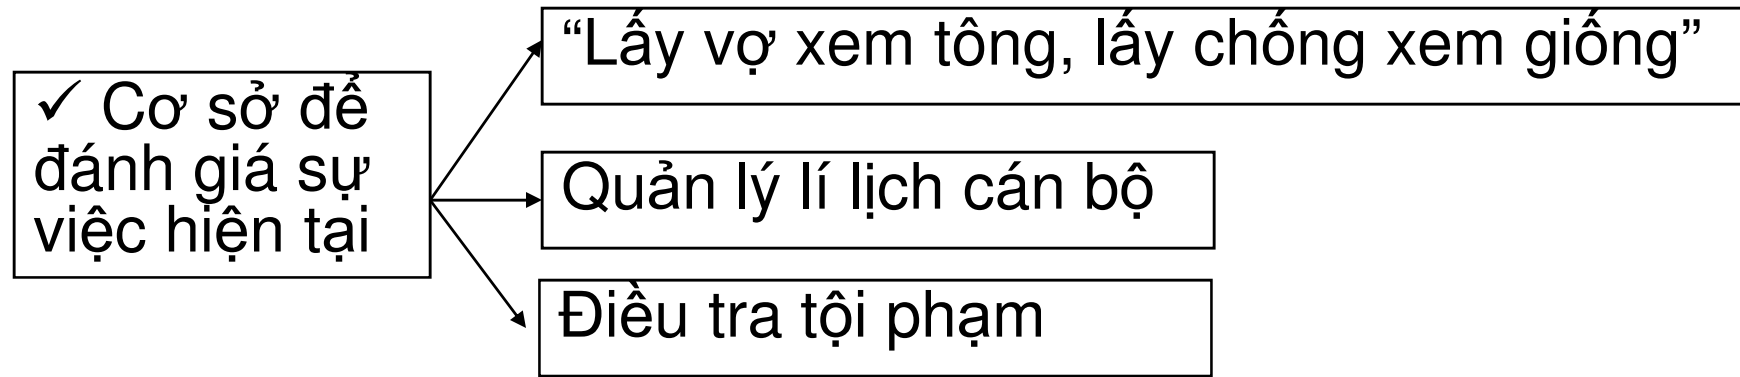 ✓ Cơ sở để
đánh giá sự
việc hiện tại
“Lấy vợ xem tông, lấy chồng xem giống”
Quản lý lí lịch cán bộ
Điều tra tội phạm